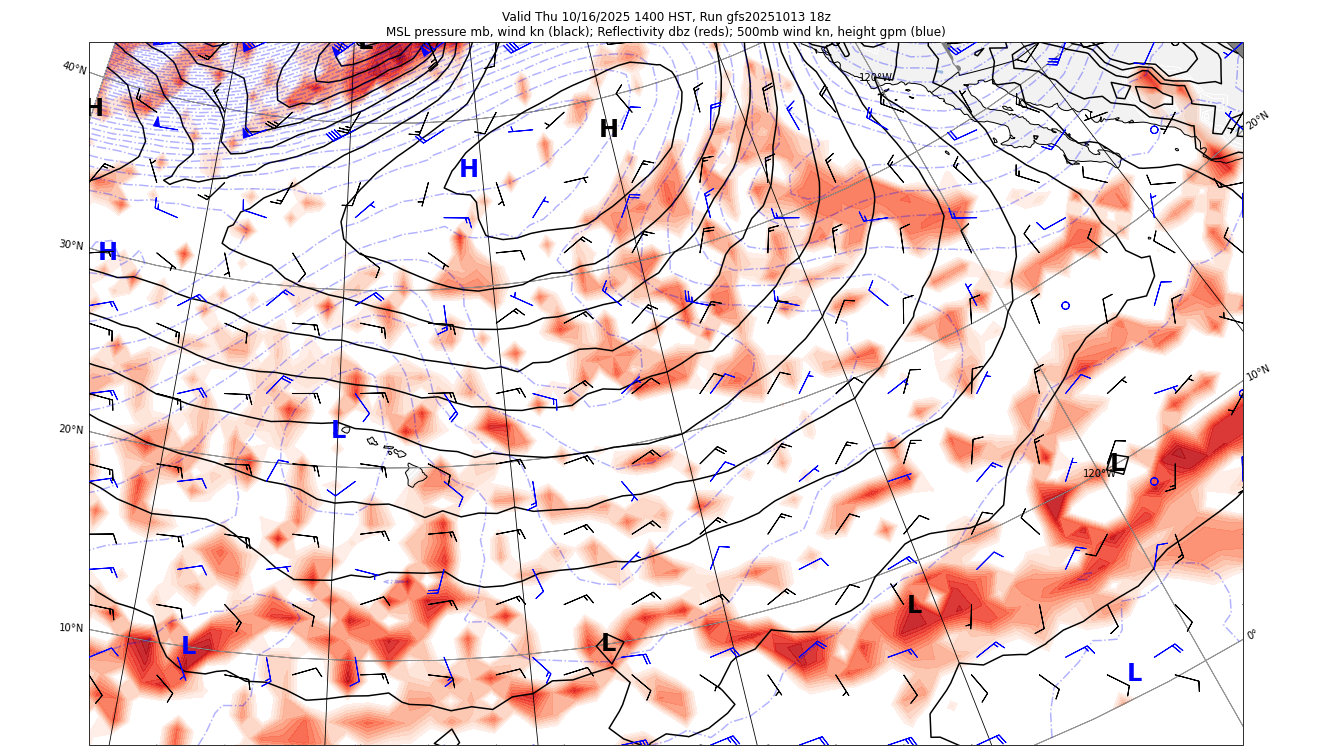 Valid Thu 10/16/2025 1400 HST, Run gfs20251013 18z
MSL pressure mb, wind kn (black); Reflectivity dbz (reds); 500mb wind kn, height gpm (blue)
L
40°N
120°W
H
H
20°N
H
30°N
H
10°N
20°N
L
L
120°W
L
10°N
L
L
0°
L